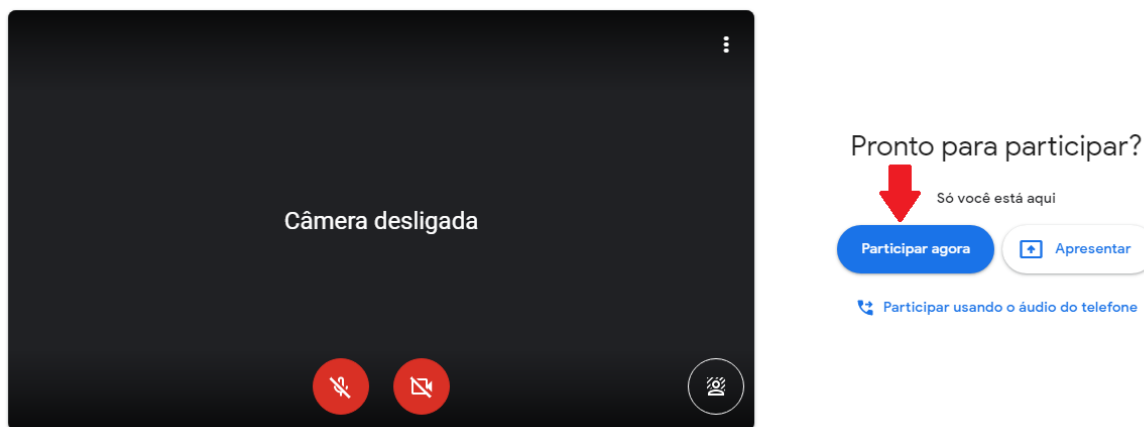 Câmera desligada
Pronto para participar?
Só você está aqui
Participar agora
Apresentar
Participar usando o áudio do telefone